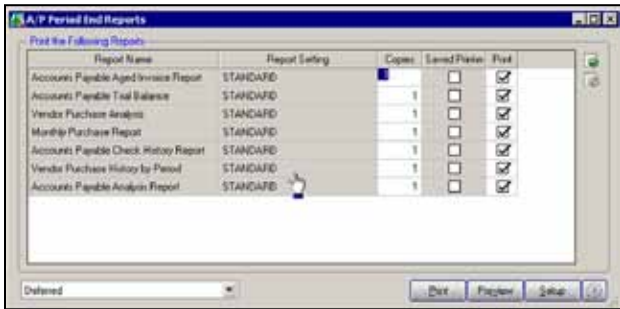 A/P Period End Reports
Print the Following Reports
Report Name Report Setting Copies Saved Printer Print
Accounts Payable Aged Invoice Report STANDARD 1
Accounts Payable Trial Balance STANDARD 1
Vendor Purchase Analysis STANDARD 1
Monthly Purchase Report STANDARD 1
Accounts Payable Check History Report STANDARD 1
Vendor Purchase History by Period STANDARD 1
Accounts Payable Analysis Report STANDARD 1
Deferred Print Preview Setup